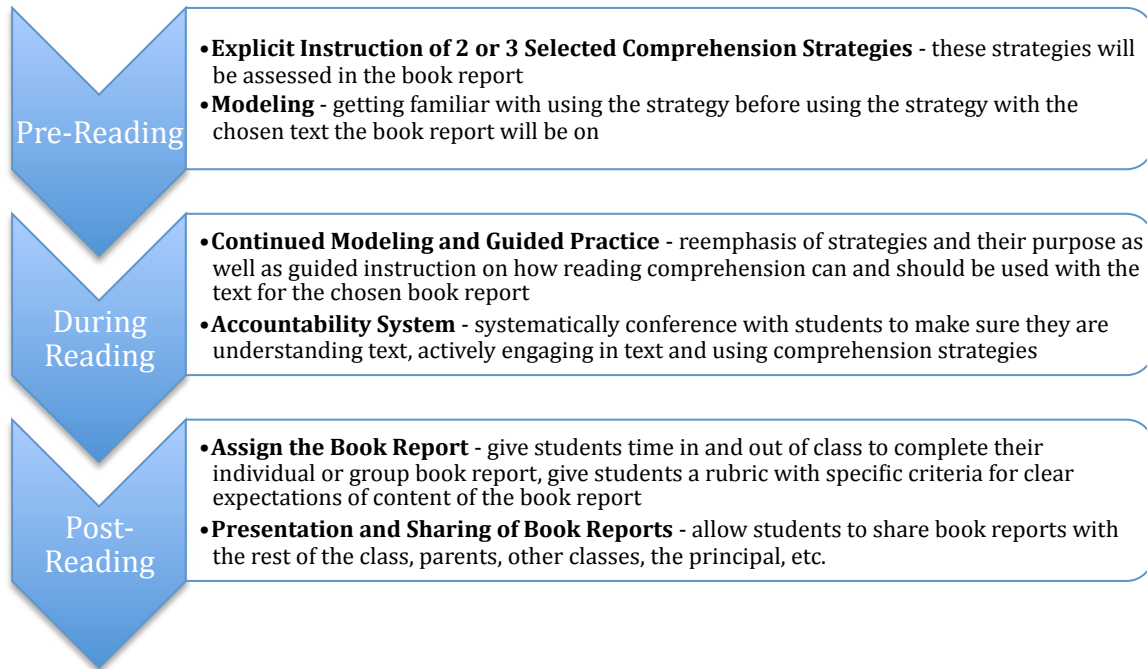 Pre-Reading
•Explicit Instruction of 2 or 3 Selected Comprehension Strategies - these strategies will
be assessed in the book report
•Modeling - getting familiar with using the strategy before using the strategy with the
chosen text the book report will be on
During
Reading
•Continued Modeling and Guided Practice - reemphasis of strategies and their purpose as
well as guided instruction on how reading comprehension can and should be used with the
text for the chosen book report
•Accountability System - systematically conference with students to make sure they are
understanding text, actively engaging in text and using comprehension strategies
Post-
Reading
•Assign the Book Report - give students time in and out of class to complete their
individual or group book report, give students a rubric with specific criteria for clear
expectations of content of the book report
•Presentation and Sharing of Book Reports - allow students to share book reports with
the rest of the class, parents, other classes, the principal, etc.